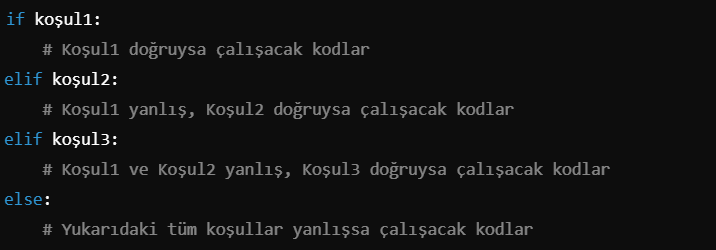 if koşul1:
    # Koşul1 doğruysa çalışacak kodlar
elif koşul2:
    # Koşul1 yanlış, Koşul2 doğruysa çalışacak kodlar
elif koşul3:
    # Koşul1 ve Koşul2 yanlış, Koşul3 doğruysa çalışacak kodlar
else:
    # Yukarıdaki tüm koşullar yanlışsa çalışacak kodlar